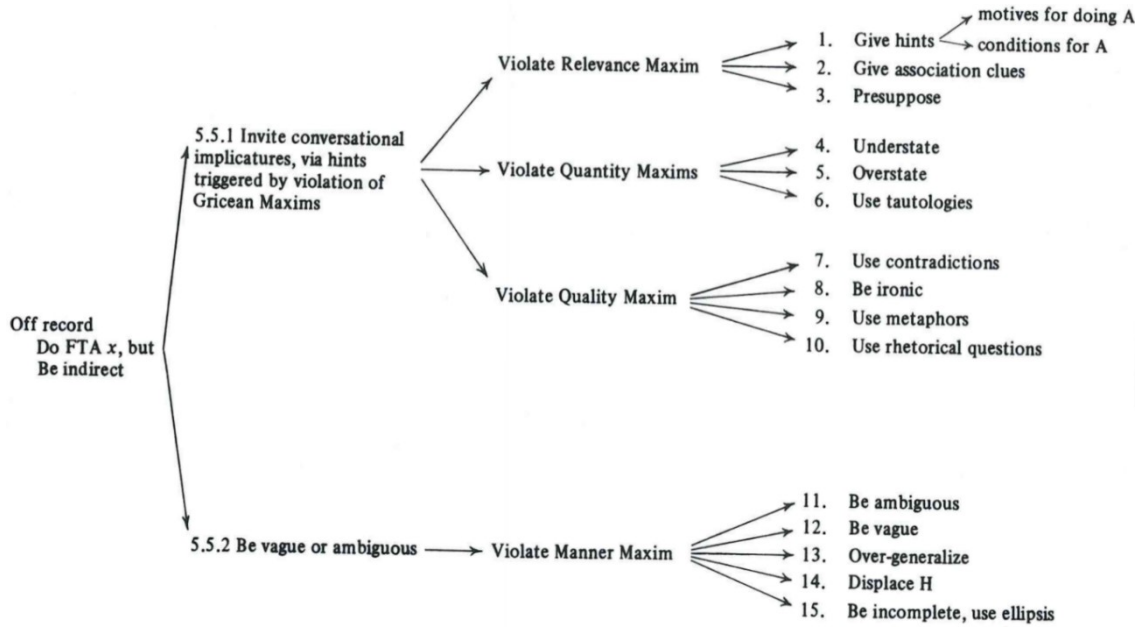 Off record
Do FTA x, but
Be indirect
5.5.1 Invite conversational
implicatures, via hints
triggered by violation of
Gricean Maxims
Violate Relevance Maxim
1. Give hints
motives for doing A
conditions for A
2. Give association clues
3. Presuppose
Violate Quantity Maxims
4. Understate
5. Overstate
6. Use tautologies
Violate Quality Maxim
7. Use contradictions
8. Be ironic
9. Use metaphors
10. Use rhetorical questions
5.5.2 Be vague or ambiguous
Violate Manner Maxim
11. Be ambiguous
12. Be vague
13. Over-generalize
14. Displace H
15. Be incomplete, use ellipsis